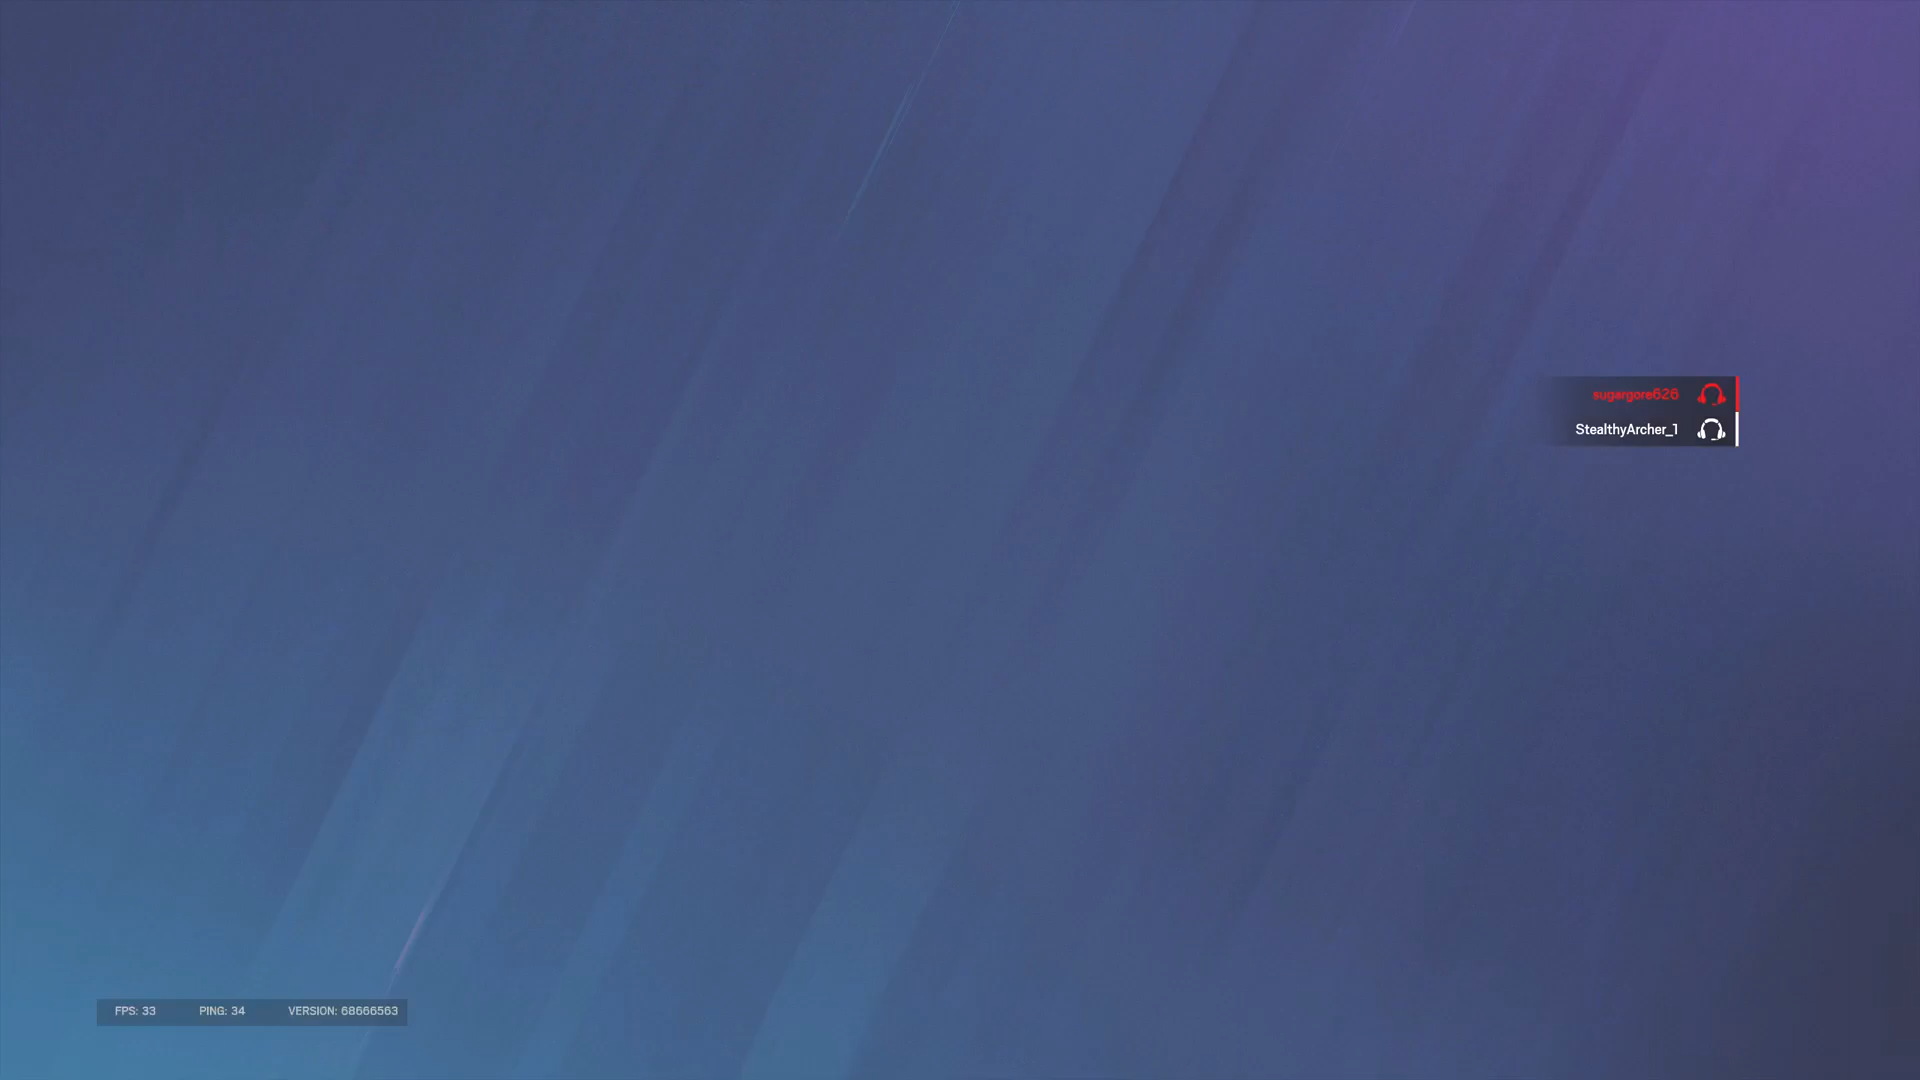 sugargore626
StealthyArcher_1
FPS: 33 PING: 34 VERSION: 68666563